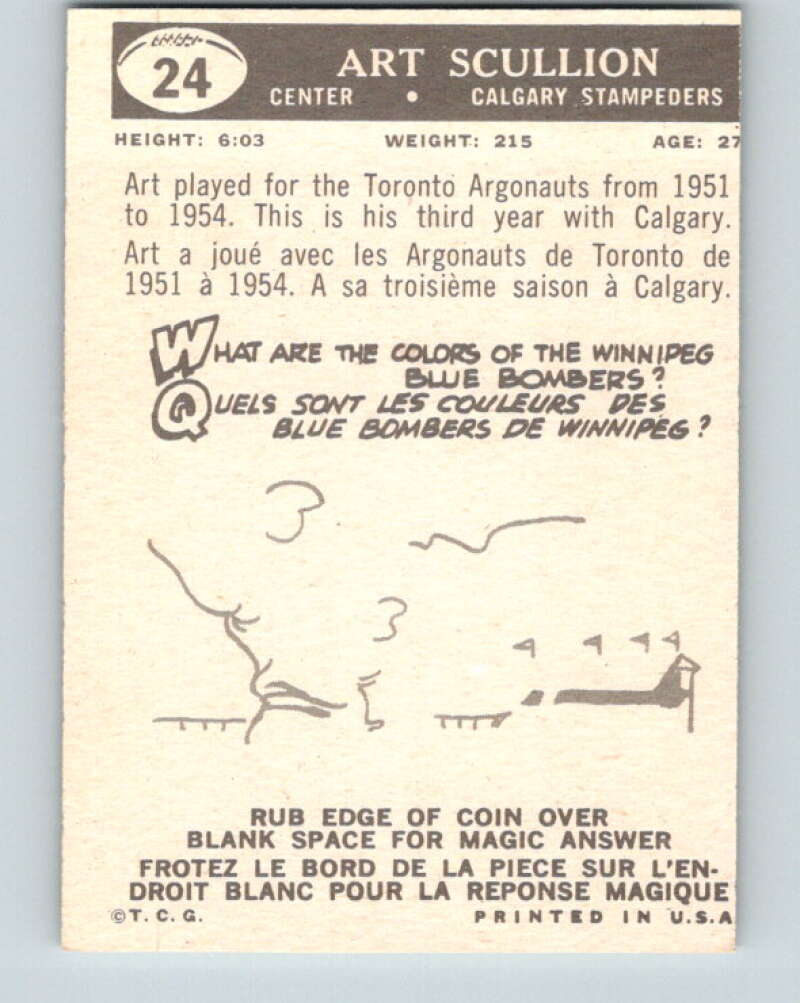 24
ART SCULLION
CENTER • CALGARY STAMPEDERS
HEIGHT: 6:03 WEIGHT: 215 AGE: 27
Art played for the Toronto Argonauts from 1951
to 1954. This is his third year with Calgary.
Art a joué avec les Argonauts de Toronto de
1951 à 1954. A sa troisième saison à Calgary.
WHAT ARE THE COLORS OF THE WINNIPEG
BLUE BOMBERS?
QUELS SONT LES COULEURS DES
BLUE BOMBERS DE WINNIPEG?
RUB EDGE OF COIN OVER
BLANK SPACE FOR MAGIC ANSWER
FROTEZ LE BORD DE LA PIECE SUR L'EN-
DROIT BLANC POUR LA REPONSE MAGIQUE
©T.C.G. PRINTED IN U.S.A